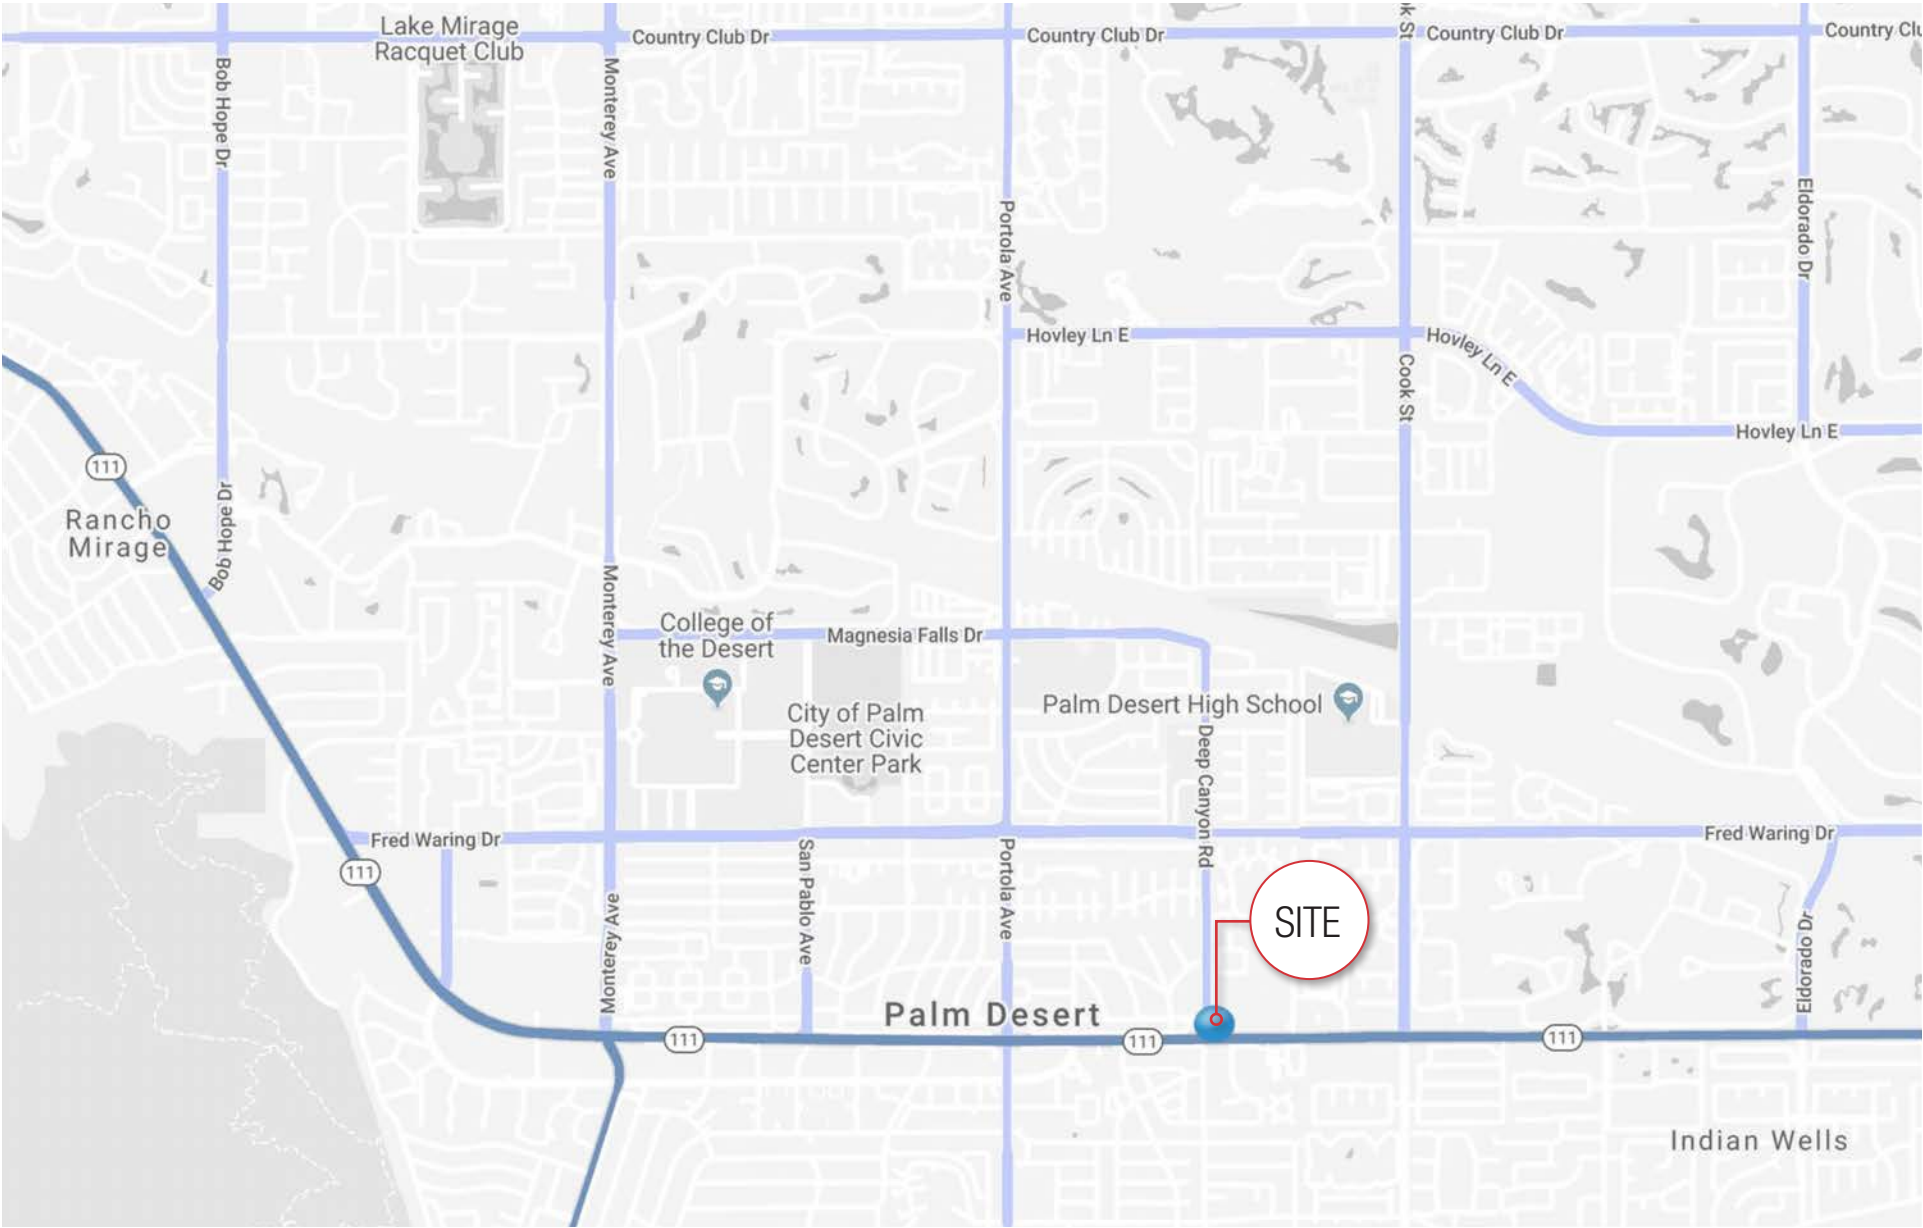 Lake Mirage
Racquet Club
Country Club Dr
Country Club Dr
k St
Country Club Dr
Country Clu
Bob Hope Dr
Monterey Ave
Portola Ave
Eldorado Dr
Hovley Ln E
Hovley Ln E
Cook St
Hovley Ln E
111
Rancho
Mirage
Bob Hope Dr
Monterey Ave
College of
the Desert
Magnesia Falls Dr
Palm Desert High School
City of Palm
Desert Civic
Center Park
Deep Canyon Rd
Fred Waring Dr
Fred Waring Dr
111
San Pablo Ave
Portola Ave
Monterey Ave
SITE
Eldorado Dr
Palm Desert
111
111
111
Indian Wells